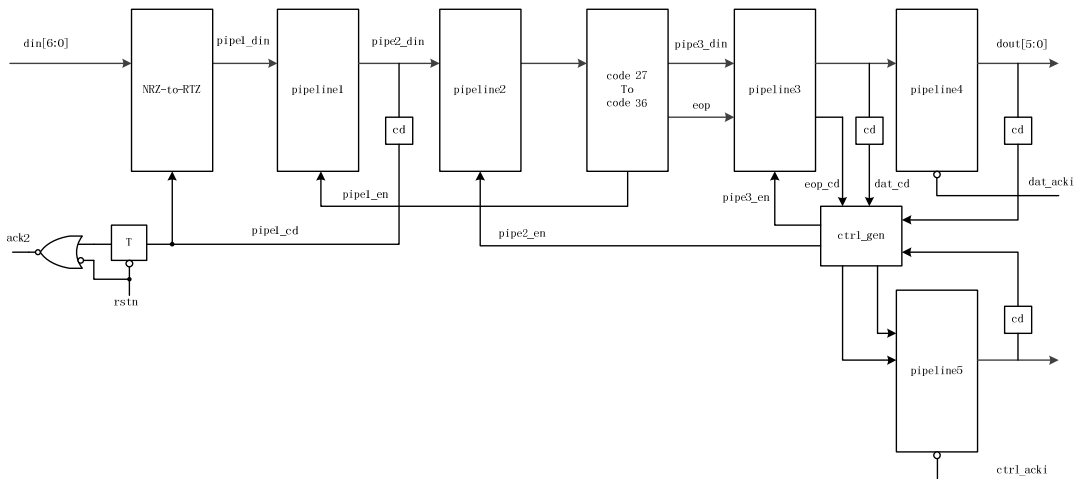 din[6:0]
NRZ-to-RTZ
pipe1_din
pipeline1
pipe2_din
cd
pipeline2
code 27
To
code 36
pipe3_din
eop
pipeline3
cd
pipeline4
dout[5:0]
cd
dat_acki
pipe1_en
pipe3_en
eop_cd
dat_cd
ack2
T
pipe1_cd
pipe2_en
ctrl_gen
rstn
cd
pipeline5
ctrl_acki